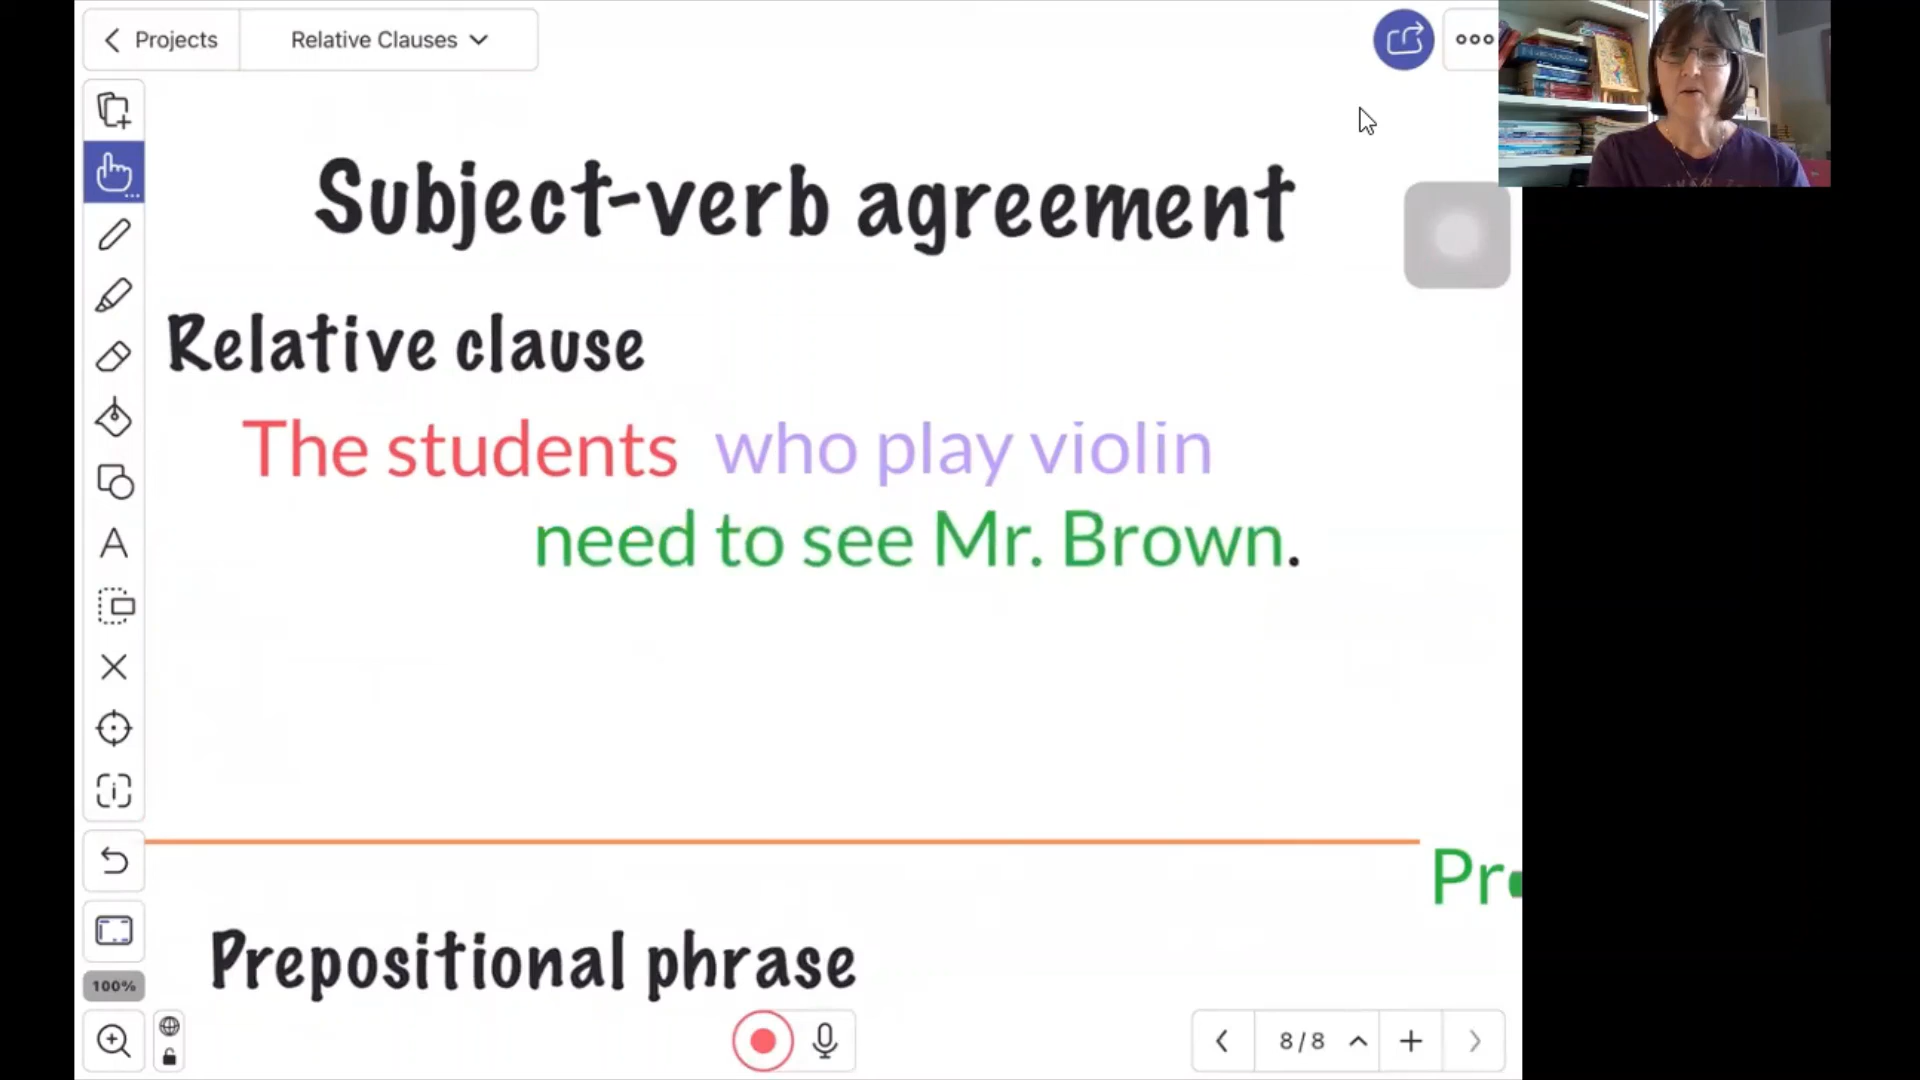 Projects
Relative Clauses
Subject-verb agreement
Relative clause
The students who play violin
need to see Mr. Brown.
Pr
Prepositional phrase
100%
8/8